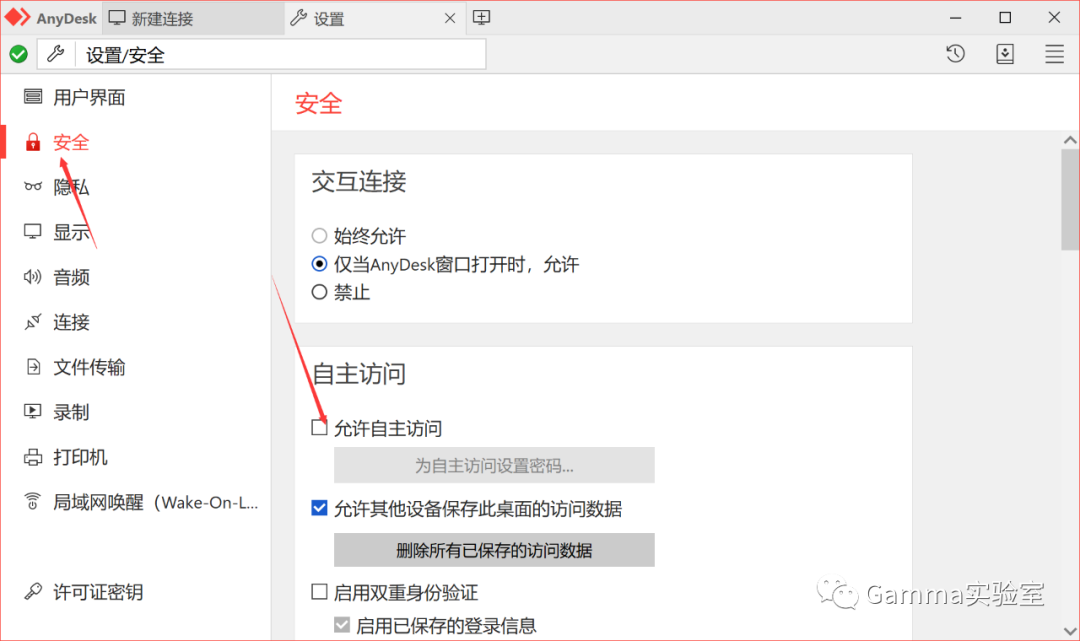 AnyDesk 新建连接 设置
设置/安全
用户界面
安全
隐私
显示
音频
连接
文件传输
录制
打印机
局域网唤醒（Wake-On-L...
许可证密钥
安全
交互连接
始终允许
仅当AnyDesk窗口打开时，允许
禁止
自主访问
允许自主访问
为自主访问设置密码...
允许其他设备保存此桌面的访问数据
删除所有已保存的访问数据
启用双重身份验证
启用已保存的登录信息
Gamma实验室